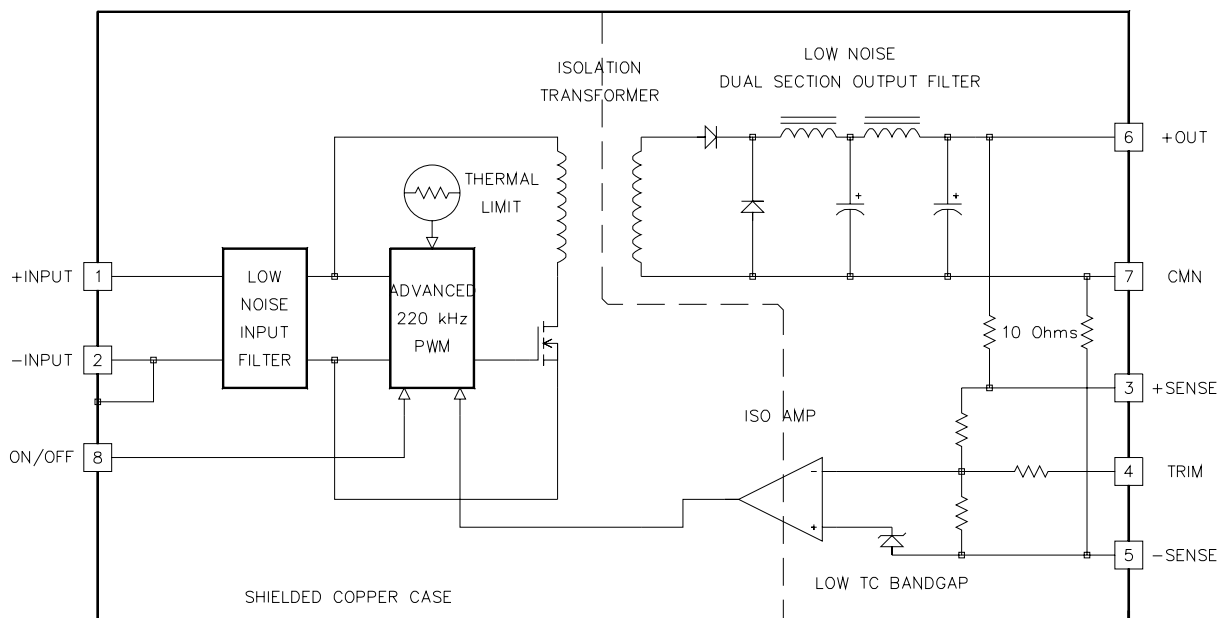 LOW NOISE
DUAL SECTION OUTPUT FILTER
ISOLATION
TRANSFORMER
6
+OUT
THERMAL
LIMIT
+INPUT
1
LOW
NOISE
INPUT
FILTER
ADVANCED
220 kHz
PWM
7
CMN
-INPUT
2
10 Ohms
3
+SENSE
ISO AMP
ON/OFF
8
4
TRIM
-
+
5
-SENSE
LOW TC BANDGAP
SHIELDED COPPER CASE
+
+